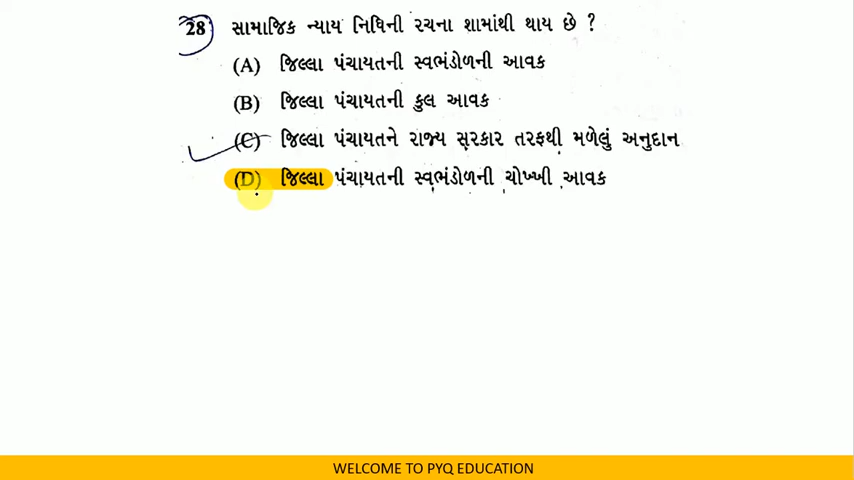 28 સામાજિક ન્યાય નિધિની રચના શામાંથી થાય છે ?
(A) જિલ્લા પંચાયતની સ્વભંડોળની આવક
(B) જિલ્લા પંચાયતની કુલ આવક
(C) જિલ્લા પંચાયતને રાજ્ય સરકાર તરફથી મળેલું અનુદાન
(D) જિલ્લા પંચાયતની સ્વભંડોળની ચોખ્ખી આવક
WELCOME TO PYQ EDUCATION